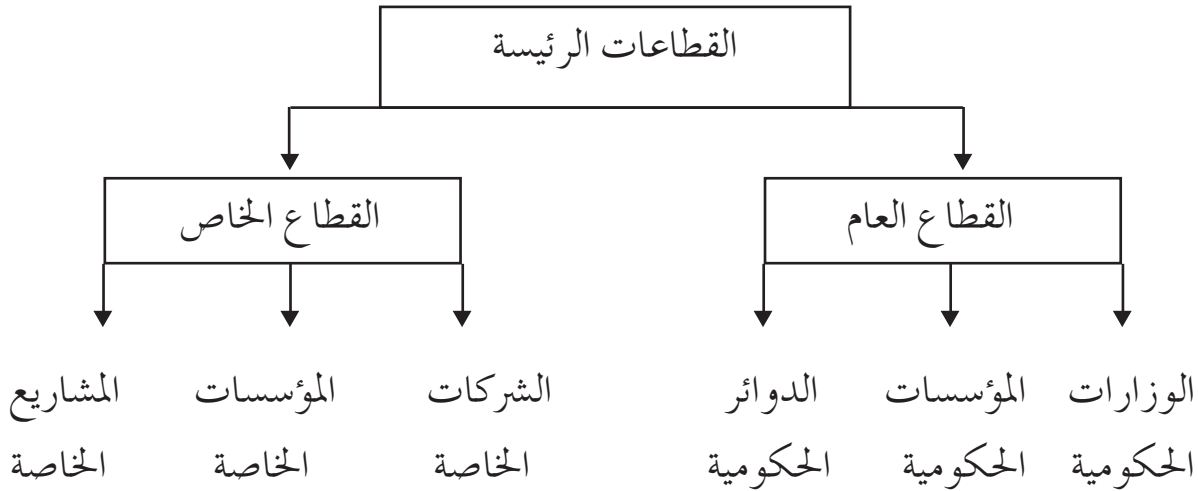 القطاعات الرئيسة
القطاع العام
القطاع الخاص
الوزارات
الحكومية
المؤسسات
الحكومية
الدوائر
الحكومية
الشركات
الخاصة
المؤسسات
الخاصة
المشاريع
الخاصة